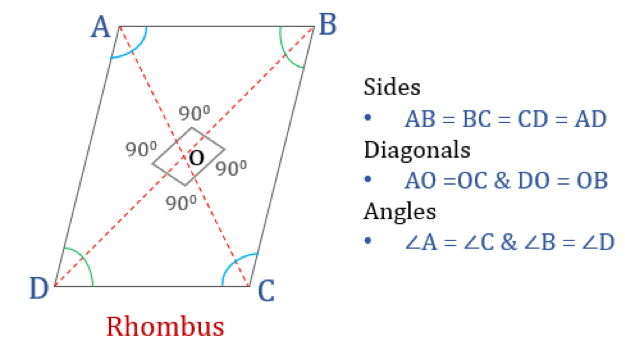 A
B
90⁰
90⁰
O
90⁰
90⁰
D
C
Rhombus
Sides
• AB = BC = CD = AD
Diagonals
• AO =OC & DO = OB
Angles
• ∠A = ∠C & ∠B = ∠D